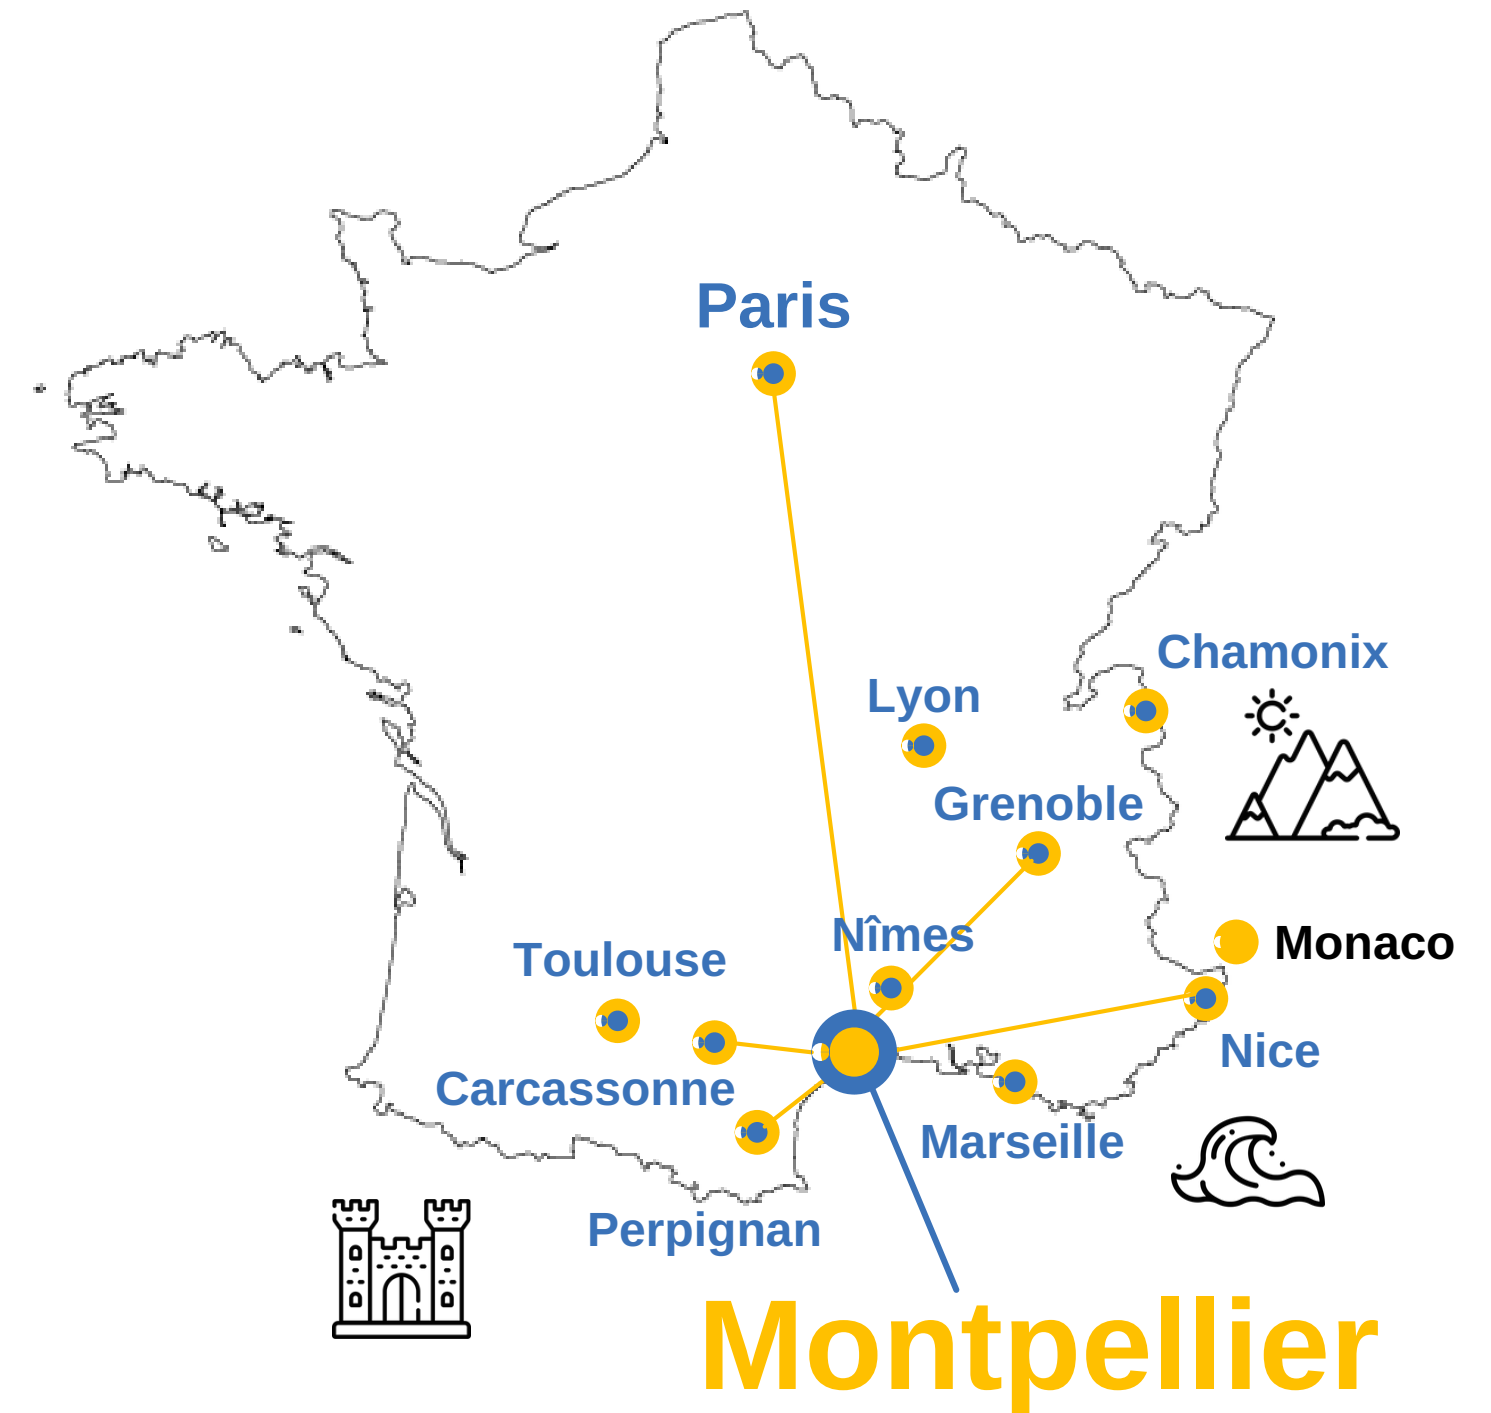 Paris
Chamonix
Lyon
Grenoble
Nîmes
Monaco
Toulouse
Nice
Carcassonne
Marseille
Perpignan
Montpellier